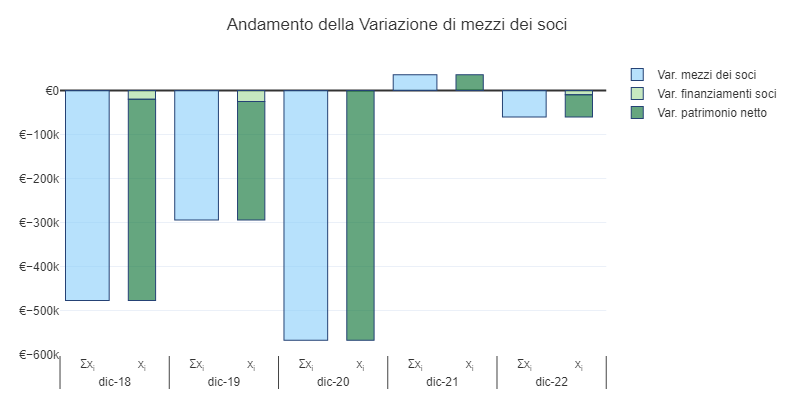 Andamento della Variazione di mezzi dei soci
Var. mezzi dei soci
Var. finanziamenti soci
Var. patrimonio netto
€0
€−100k
€−200k
€−300k
€−400k
€−500k
€−600k
Σxᵢ xᵢ Σxᵢ xᵢ Σxᵢ xᵢ Σxᵢ xᵢ Σxᵢ xᵢ
dic-18 dic-19 dic-20 dic-21 dic-22